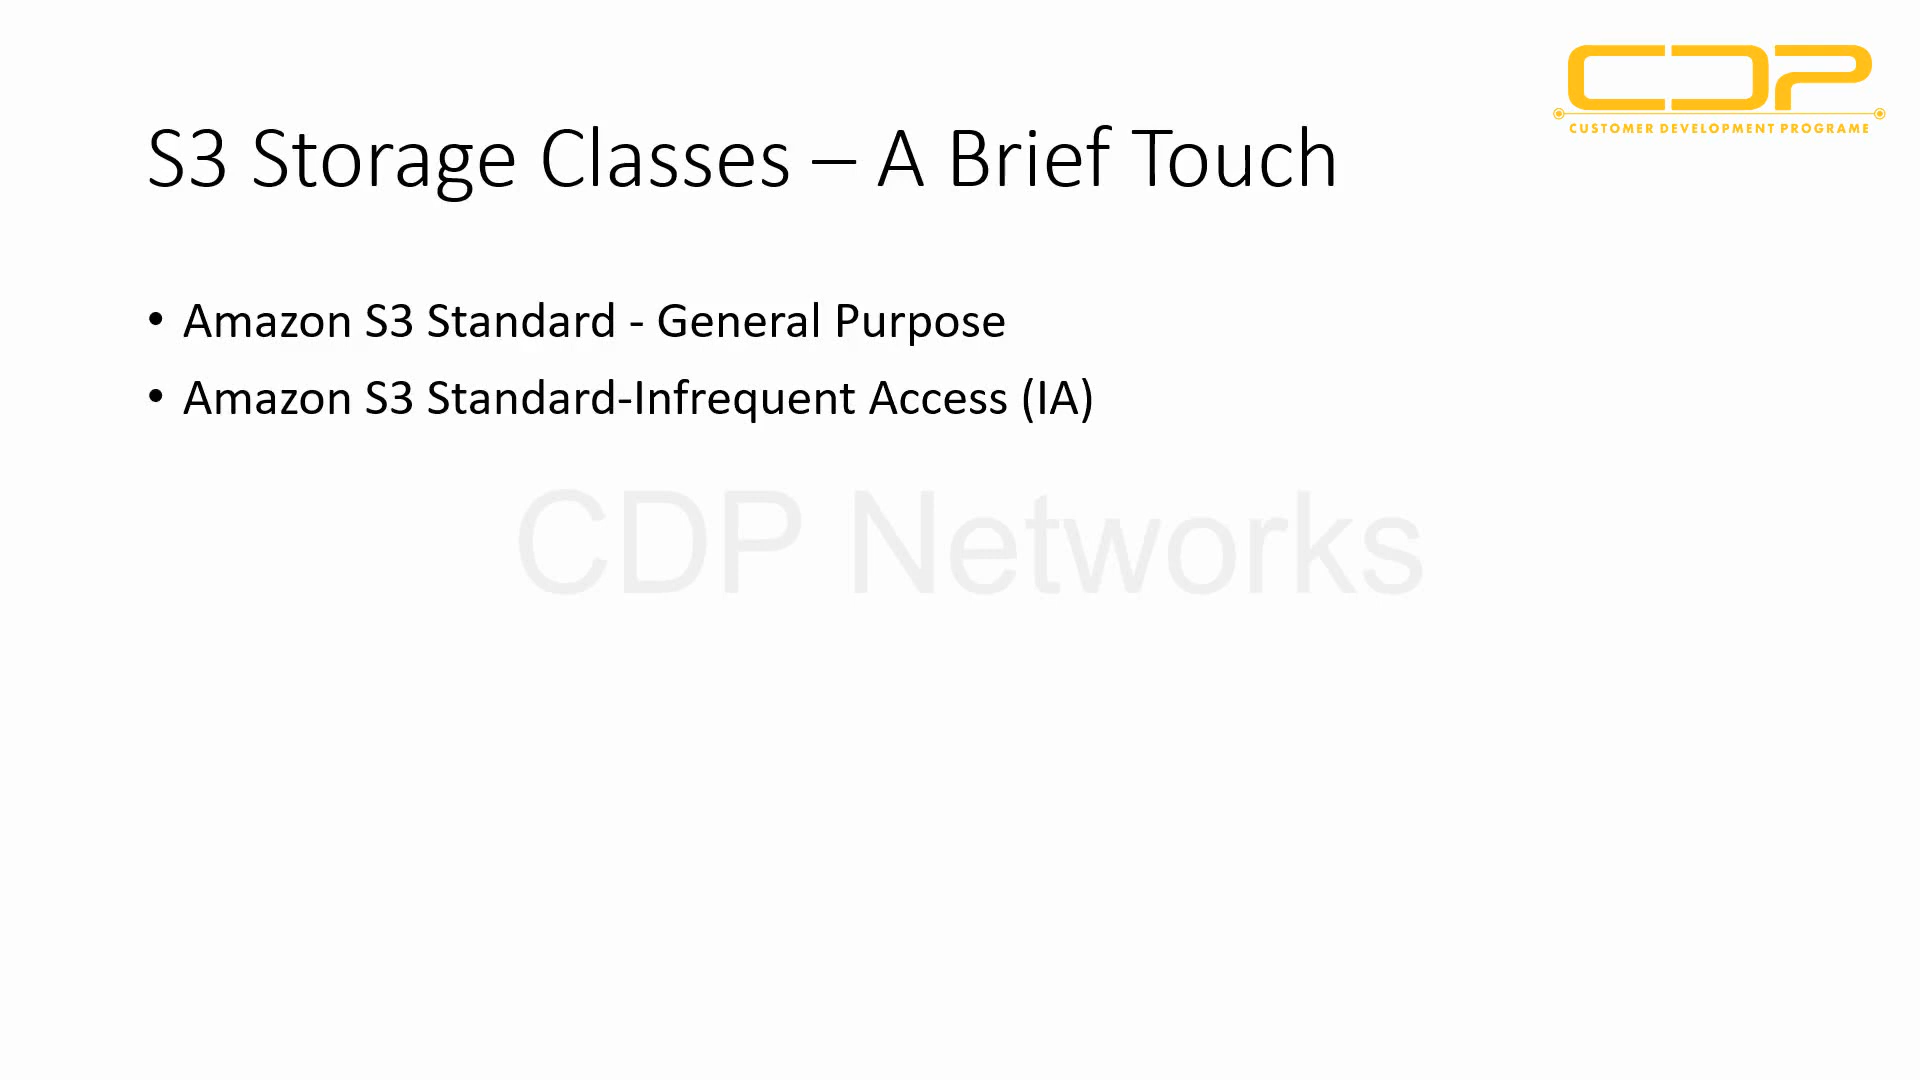 CDP
CUSTOMER DEVELOPMENT PROGRAME
S3 Storage Classes – A Brief Touch
• Amazon S3 Standard - General Purpose
• Amazon S3 Standard-Infrequent Access (IA)
CDP Networks